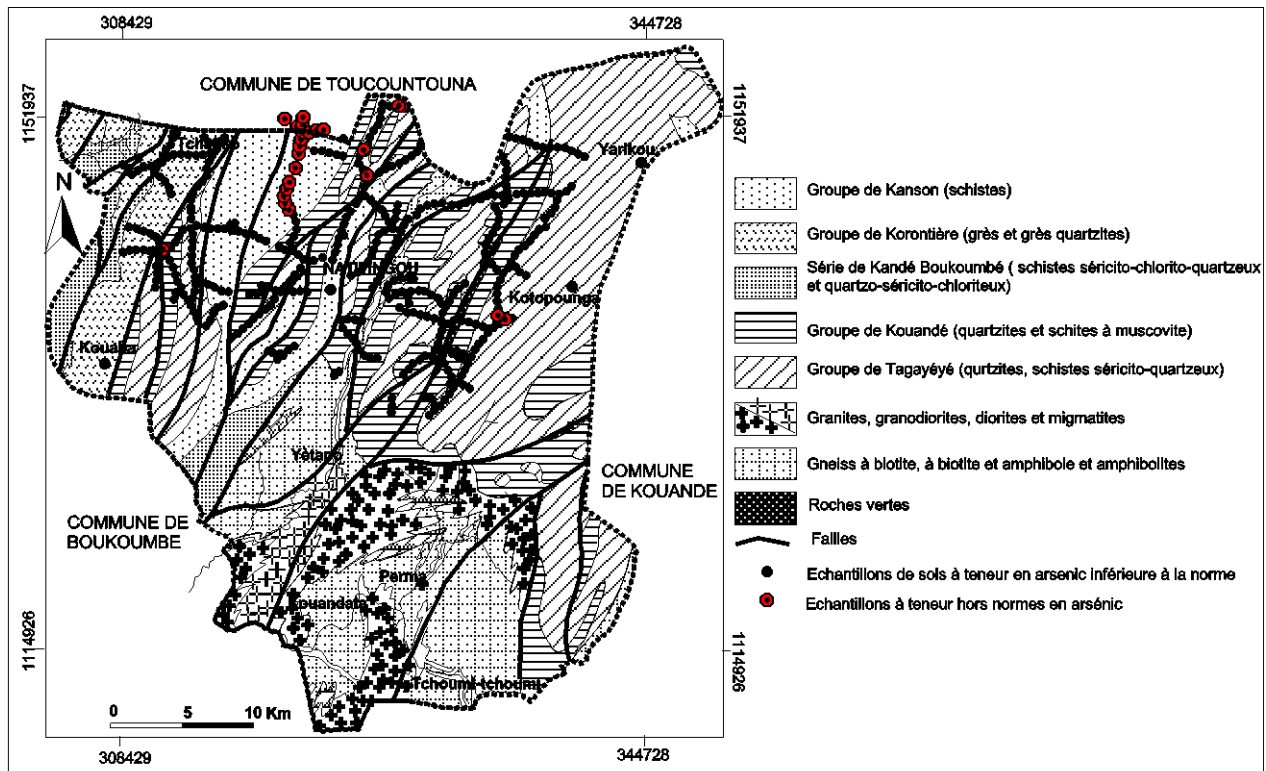 308429
344728
COMMUNE DE TOUCOUNTOUNA
1151937
1151937
Yarikou
N
NATITINGOU
Kotopounga
Kouaba
Yétapo
COMMUNE
DE KOUANDE
COMMUNE DE
BOUKOUMBE
Perma
Kouandata
Tchoumi-tchoumi
1114926
1114926
0 5 10 Km
308429
344728
Groupe de Kanson (schistes)
Groupe de Korontière (grès et grès quartzites)
Série de Kandé Boukoumbé ( schistes séricito-chlorito-quartzeux
et quartzo-séricito-chloriteux)
Groupe de Kouandé (quartzites et schites à muscovite)
Groupe de Tagayéyé (qurtzites, schistes séricito-quartzeux)
Granites, granodiorites, diorites et migmatites
Gneiss à biotite, à biotite et amphibole et amphibolites
Roches vertes
Failles
Echantillons de sols à teneur en arsenic inférieure à la norme
Echantillons à teneur hors normes en arsénic